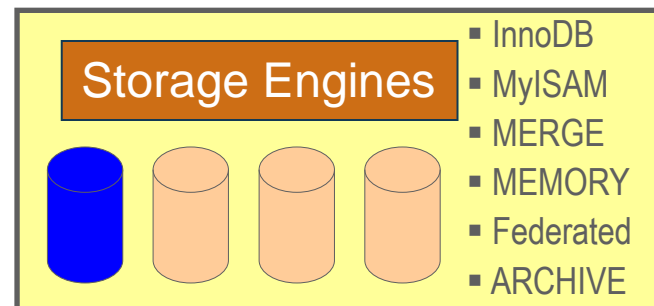 Storage Engines
▪ InnoDB
▪ MyISAM
▪ MERGE
▪ MEMORY
▪ Federated
▪ ARCHIVE